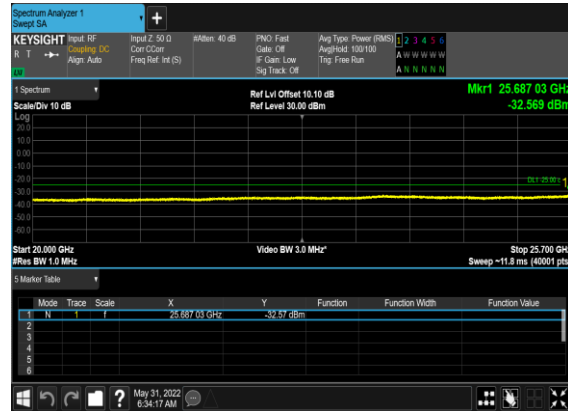 Spectrum Analyzer 1
Swept SA
KEYSIGHT Input: RF Input Z: 50 Ω #Atten: 40 dB PNO: Fast Avg Type: Power (RMS) 1 2 3 4 5 6
R T Coupling: DC Corr CCorr Gate: Off Avg|Hold: 100/100 A W W W W W
Align: Auto Freq Ref: Int (S) IF Gain: Low Trig: Free Run
Sig Track: Off A N N N N N
1 Spectrum Ref Lvl Offset 10.10 dB Mkr1 25.687 03 GHz
Scale/Div 10 dB Ref Level 30.00 dBm -32.569 dBm
Log
20.0
10.0
0.00
-10.0
-20.0
DL1 -25.00
1
-30.0
-40.0
-50.0
-60.0
Start 20.000 GHz Video BW 3.0 MHz* Stop 25.700 GHz
#Res BW 1.0 MHz Sweep ~11.8 ms (40001 pts
5 Marker Table
Mode Trace Scale X Y Function Function Width Function Value
1 N 1 f 25.687 03 GHz -32.57 dBm
2
3
4
5
6
? May 31, 2022
6:34:17 AM